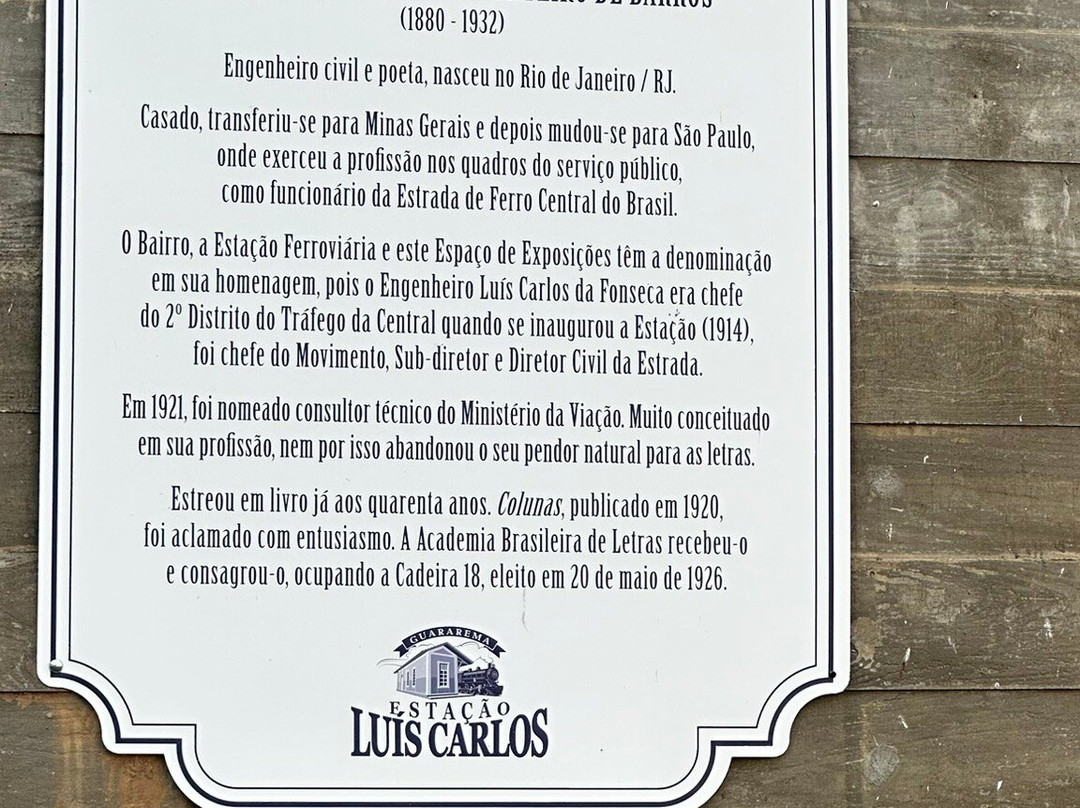 DE BARROS
(1880 - 1932)
Engenheiro civil e poeta, nasceu no Rio de Janeiro / RJ.
Casado, transferiu-se para Minas Gerais e depois mudou-se para São Paulo,
onde exerceu a profissão nos quadros do serviço público,
como funcionário da Estrada de Ferro Central do Brasil.
O Bairro, a Estação Ferroviária e este Espaço de Exposições têm a denominação
em sua homenagem, pois o Engenheiro Luís Carlos da Fonseca era chefe
do 2º Distrito do Tráfego da Central quando se inaugurou a Estação (1914),
foi chefe do Movimento, Sub-diretor e Diretor Civil da Estrada.
Em 1921, foi nomeado consultor técnico do Ministério da Viação. Muito conceituado
em sua profissão, nem por isso abandonou o seu pendor natural para as letras.
Estreou em livro já aos quarenta anos. Colunas, publicado em 1920,
foi aclamado com entusiasmo. A Academia Brasileira de Letras recebeu-o
e consagrou-o, ocupando a Cadeira 18, eleito em 20 de maio de 1926.
GUARAREMA
ESTAÇÃO
LUÍS CARLOS